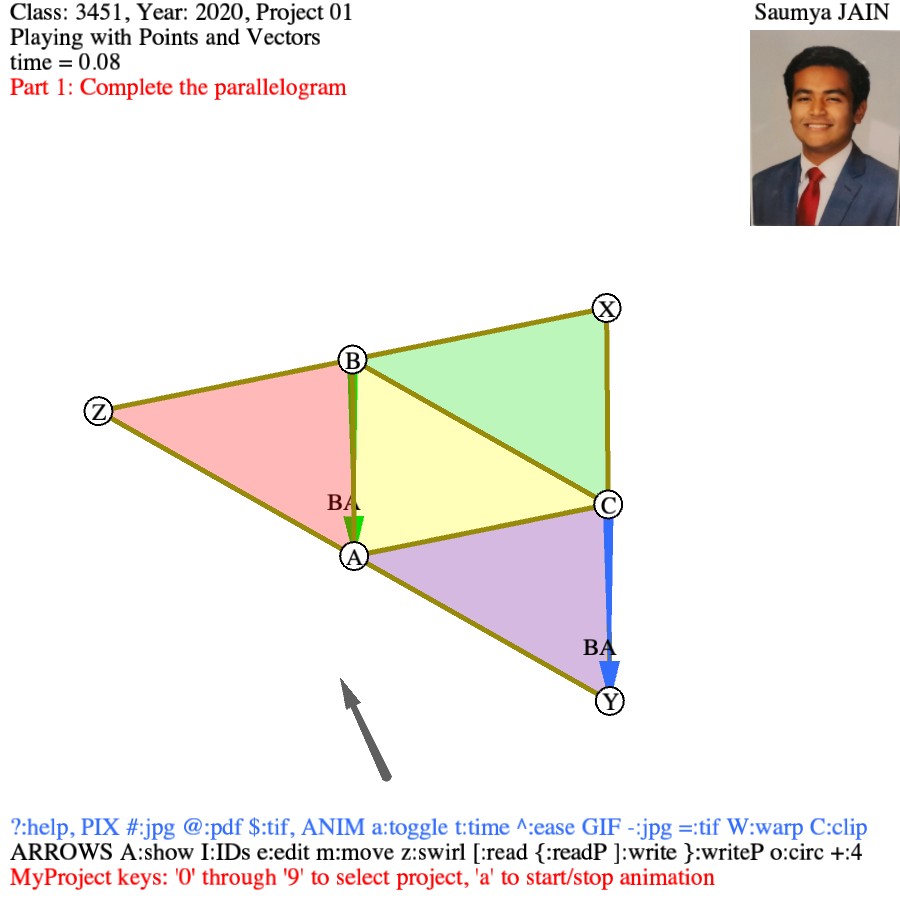 Class: 3451, Year: 2020, Project 01
Saumya JAIN
Playing with Points and Vectors
time = 0.08
Part 1: Complete the parallelogram
X
B
Z
BA
C
A
BA
Y
?:help, PIX #:jpg @:pdf $:tif, ANIM a:toggle t:time ^:ease GIF -:jpg =:tif W:warp C:clip
ARROWS A:show I:IDs e:edit m:move z:swirl [:read {:readP ]:write }:writeP o:circ +:4
MyProject keys: '0' through '9' to select project, 'a' to start/stop animation